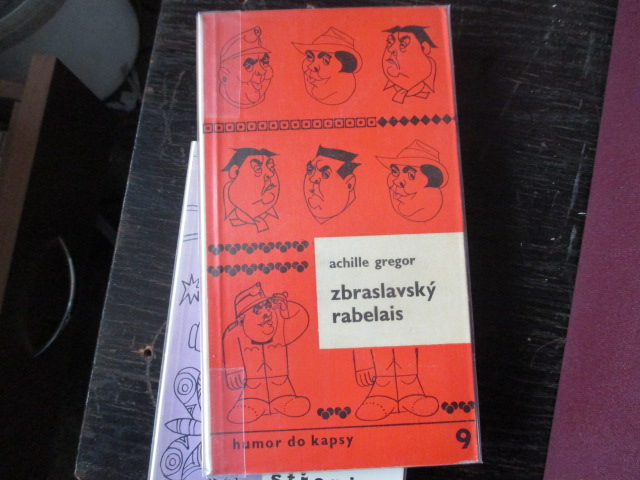 achille gregor
zbraslavský
rabelais
humor do kapsy 9